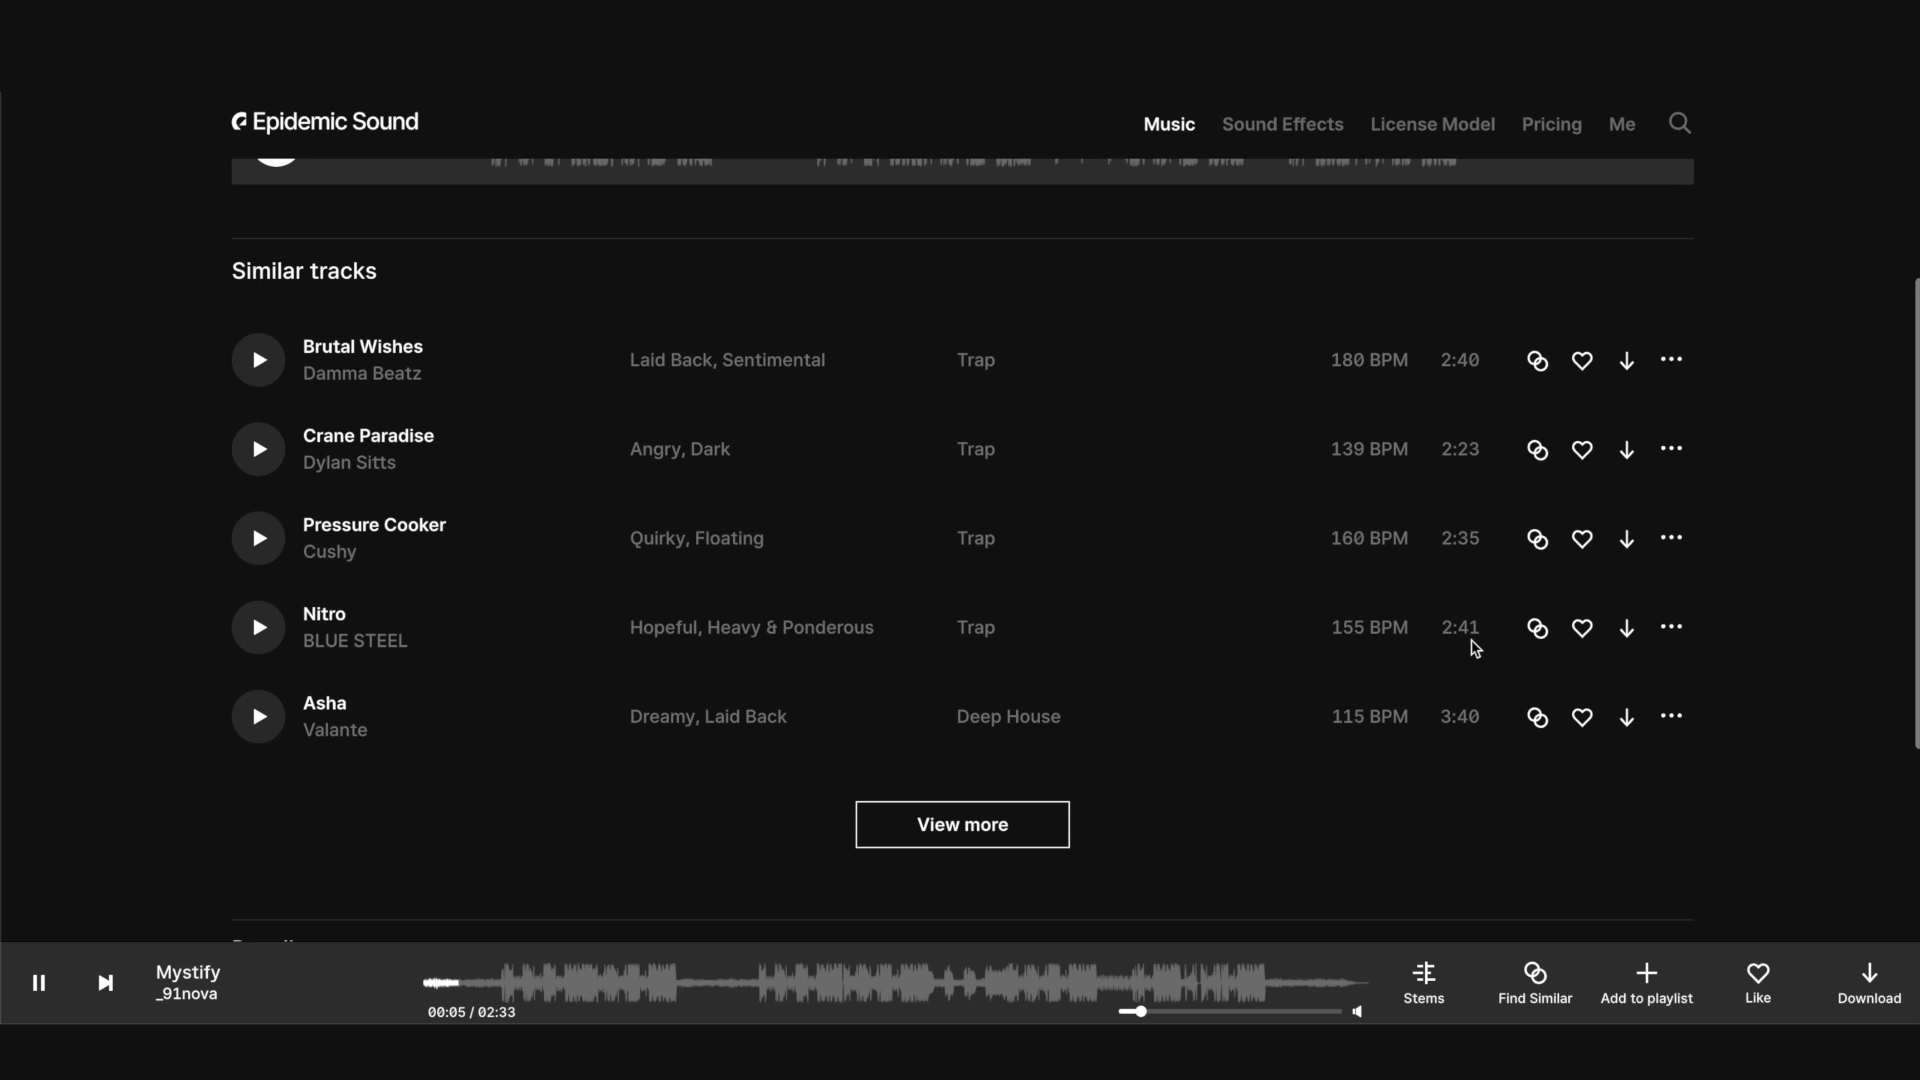 Epidemic Sound
Music Sound Effects License Model Pricing Me
Similar tracks
Brutal Wishes
Damma Beatz
Laid Back, Sentimental
Trap
180 BPM
2:40
Crane Paradise
Dylan Sitts
Angry, Dark
Trap
139 BPM
2:23
Pressure Cooker
Cushy
Quirky, Floating
Trap
160 BPM
2:35
Nitro
BLUE STEEL
Hopeful, Heavy & Ponderous
Trap
155 BPM
2:41
Asha
Valante
Dreamy, Laid Back
Deep House
115 BPM
3:40
View more
Mystify
_91nova
00:05 / 02:33
Stems
Find Similar
Add to playlist
Like
Download